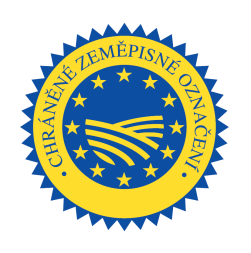 CHRÁNĚNÉ ZEMĚPISNÉ OZNAČENÍ